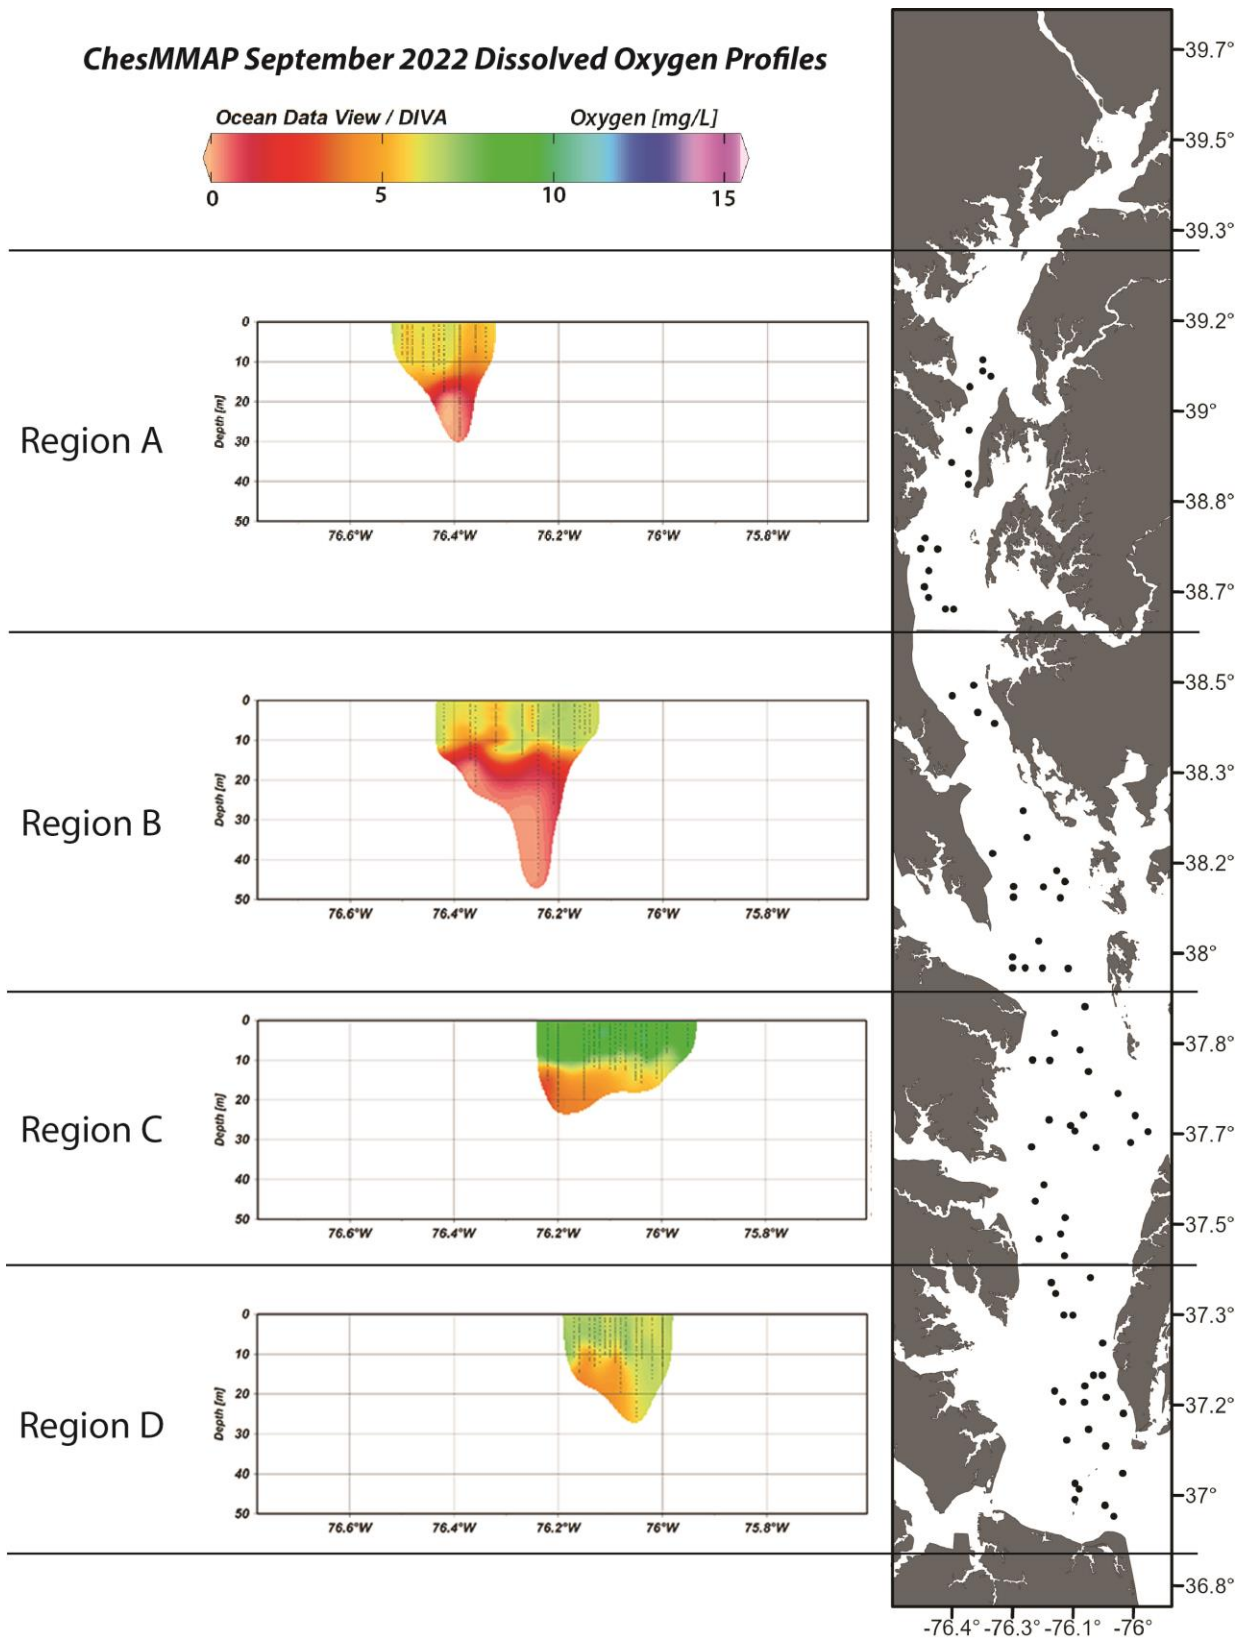 ChesMMAP September 2022 Dissolved Oxygen Profiles
Ocean Data View / DIVA Oxygen [mg/L]
0 5 10 15
39.7°
39.5°
39.3°
Region A
Depth [m]
0
10
20
30
40
50
76.6°W 76.4°W 76.2°W 76°W 75.8°W
39.2°
39°
38.8°
38.7°
Region B
Depth [m]
0
10
20
30
40
50
76.6°W 76.4°W 76.2°W 76°W 75.8°W
38.5°
38.3°
38.2°
38°
Region C
Depth [m]
0
10
20
30
40
50
76.6°W 76.4°W 76.2°W 76°W 75.8°W
37.8°
37.7°
37.5°
Region D
Depth [m]
0
10
20
30
40
50
76.6°W 76.4°W 76.2°W 76°W 75.8°W
37.3°
37.2°
37°
36.8°
-76.4° -76.3° -76.1° -76°